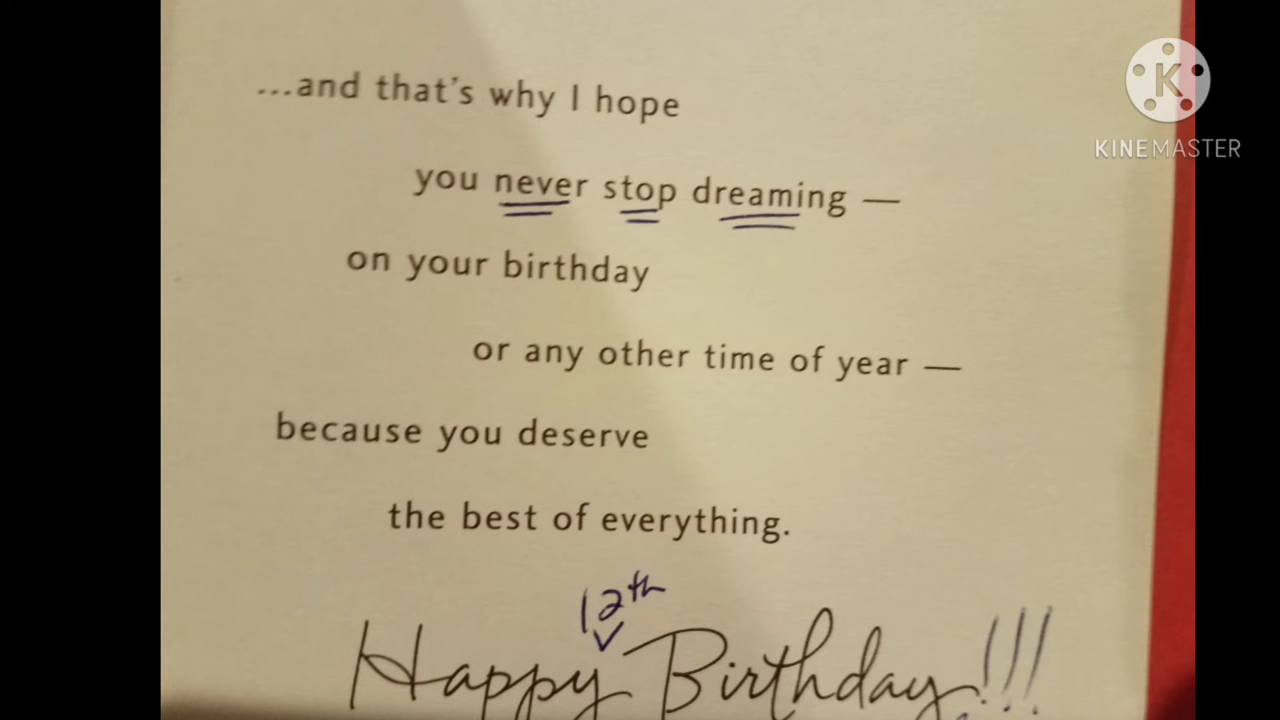 ...and that's why I hope
you never stop dreaming —
on your birthday
or any other time of year —
because you deserve
the best of everything.
12th
Happy Birthday!!!
K
KINEMASTER